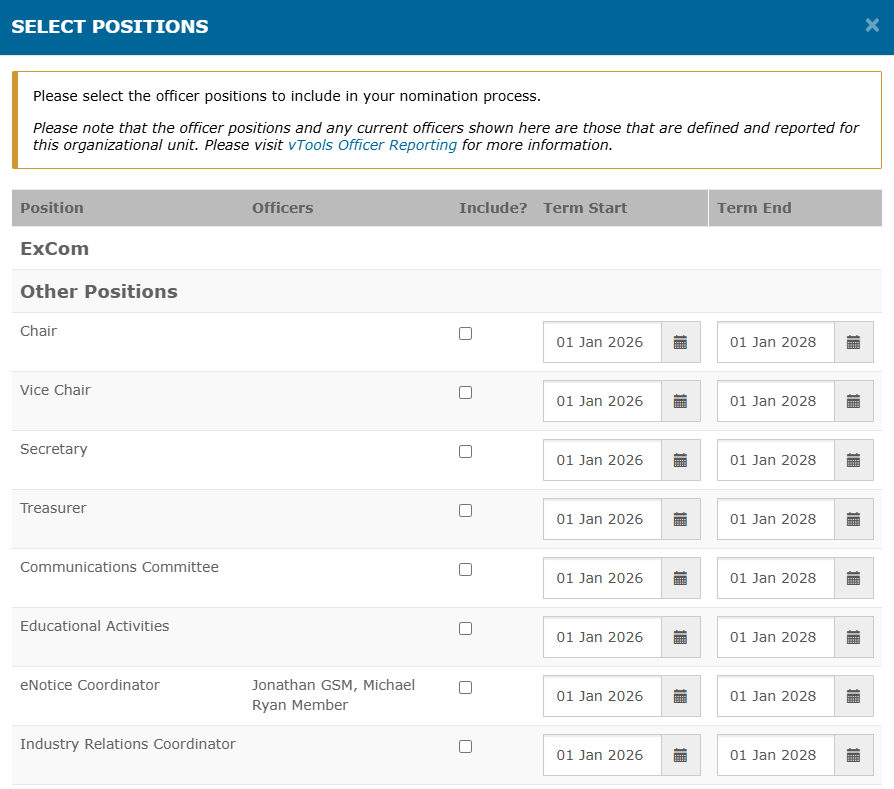 SELECT POSITIONS
×
Please select the officer positions to include in your nomination process.
Please note that the officer positions and any current officers shown here are those that are defined and reported for
this organizational unit. Please visit vTools Officer Reporting for more information.
Position Officers Include? Term Start Term End
ExCom
Other Positions
Chair 01 Jan 2026 01 Jan 2028
Vice Chair 01 Jan 2026 01 Jan 2028
Secretary 01 Jan 2026 01 Jan 2028
Treasurer 01 Jan 2026 01 Jan 2028
Communications Committee 01 Jan 2026 01 Jan 2028
Educational Activities 01 Jan 2026 01 Jan 2028
eNotice Coordinator Jonathan GSM, Michael 01 Jan 2026 01 Jan 2028
Ryan Member
Industry Relations Coordinator 01 Jan 2026 01 Jan 2028